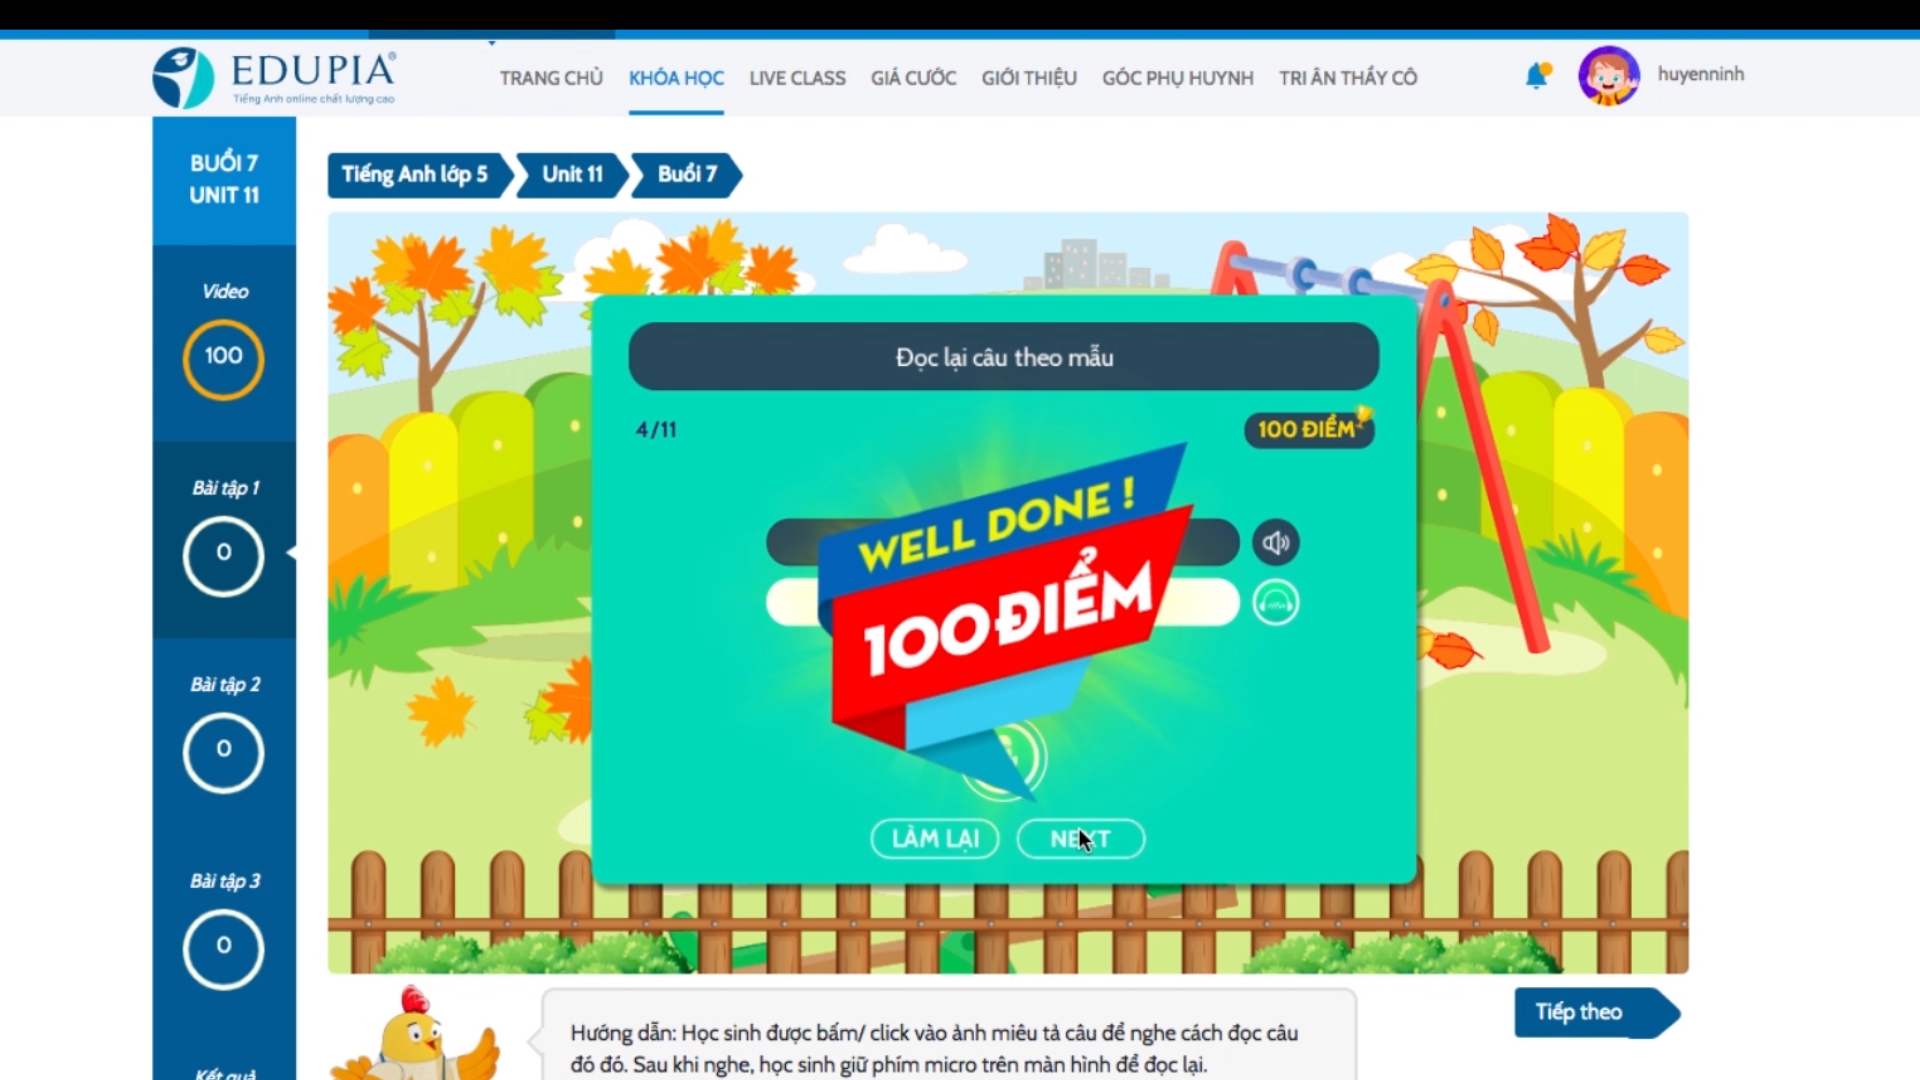 EDUPIA®
Tiếng Anh online chất lượng cao
TRANG CHỦ
KHÓA HỌC
LIVE CLASS
GIÁ CƯỚC
GIỚI THIỆU
GÓC PHỤ HUYNH
TRI ÂN THẦY CÔ
huyenninh
BUỔI 7
UNIT 11
Tiếng Anh lớp 5
Unit 11
Buổi 7
Video
100
Bài tập 1
0
Bài tập 2
0
Bài tập 3
0
Kết quả
Đọc lại câu theo mẫu
4/11
100 ĐIỂM
WELL DONE !
100 ĐIỂM
LÀM LẠI
NEXT
Hướng dẫn: Học sinh được bấm/ click vào ảnh miêu tả câu để nghe cách đọc câu
đó đó. Sau khi nghe, học sinh giữ phím micro trên màn hình để đọc lại.
Tiếp theo